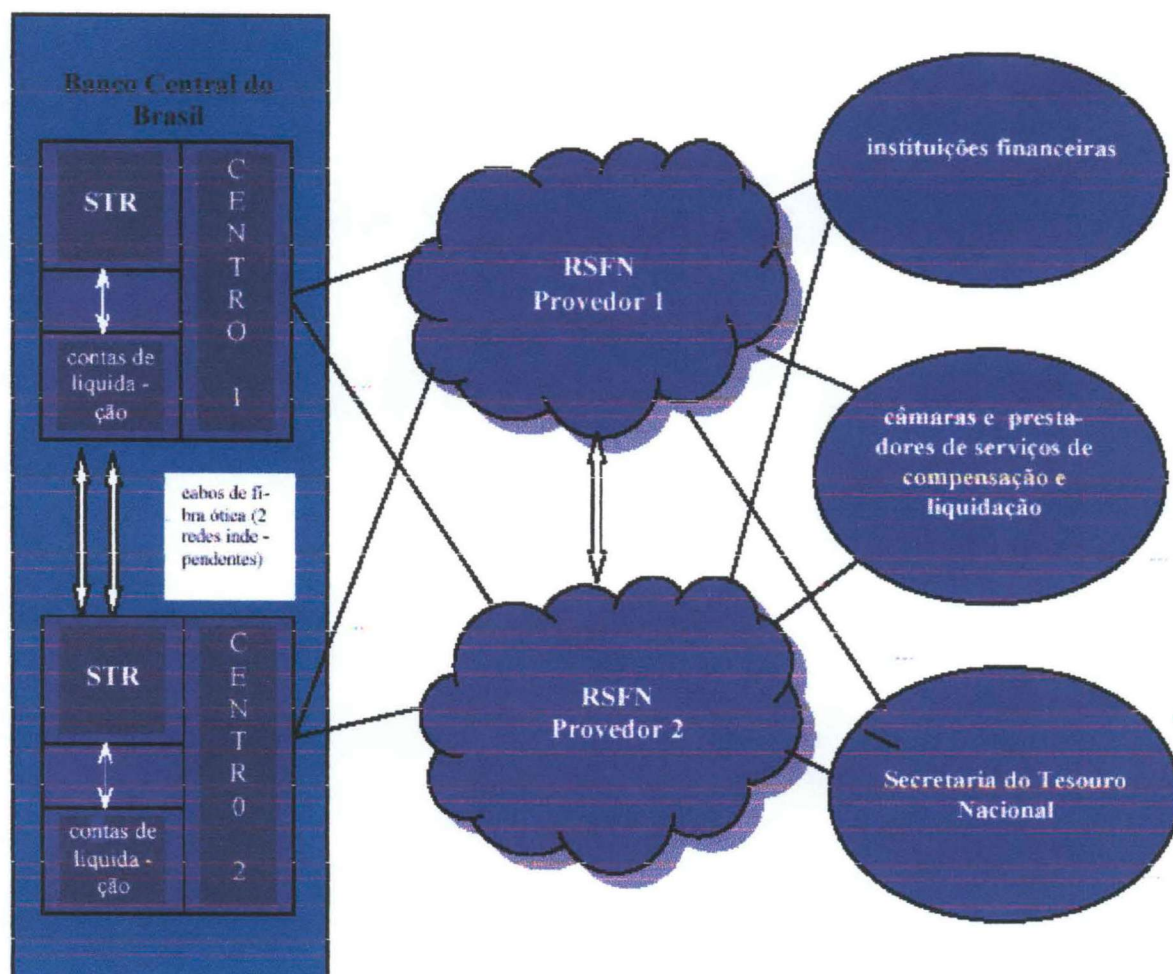 Banco Central do
Brasil
STR
CENTRO 1
contas de
liquida -
ção
cabos de fi-
bra ótica (2
redes inde -
pendentes)
STR
CENTR0 2
contas de
liquida -
ção
RSFN
Provedor 1
RSFN
Provedor 2
instituições financeiras
câmaras e presta-
dores de serviços de
compensação e
liquidação
Secretaria do Tesouro
Nacional